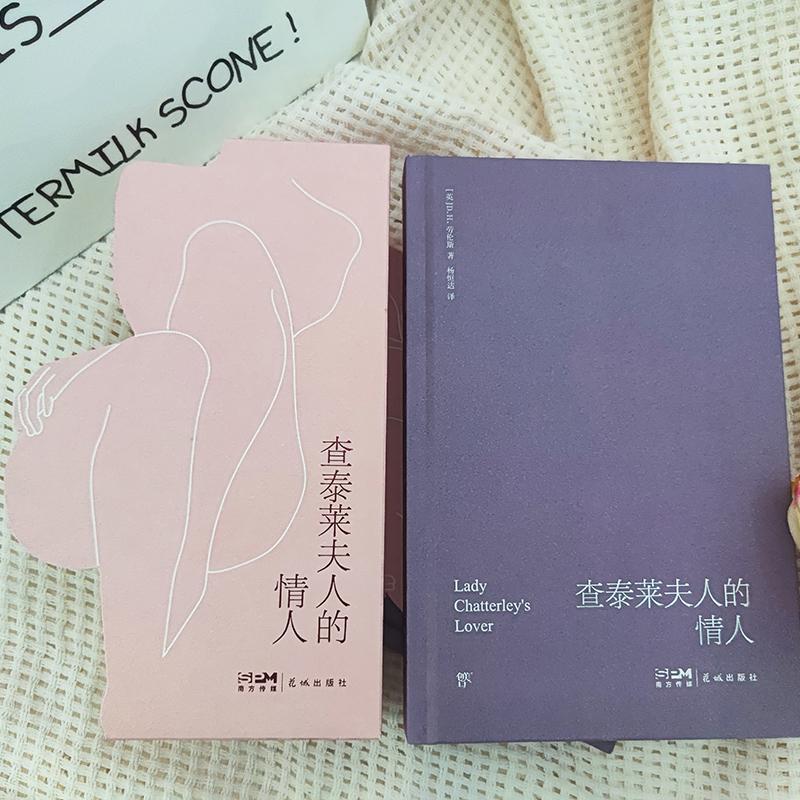 IS
TERMILK SCONE!
查泰莱夫人的
情人
SPM
南方传媒
花城出版社
[英]D.H.劳伦斯 著 杨恒达 译
Lady
Chatterley's
Lover
查泰莱夫人的
情人
SPM
南方传媒
花城出版社